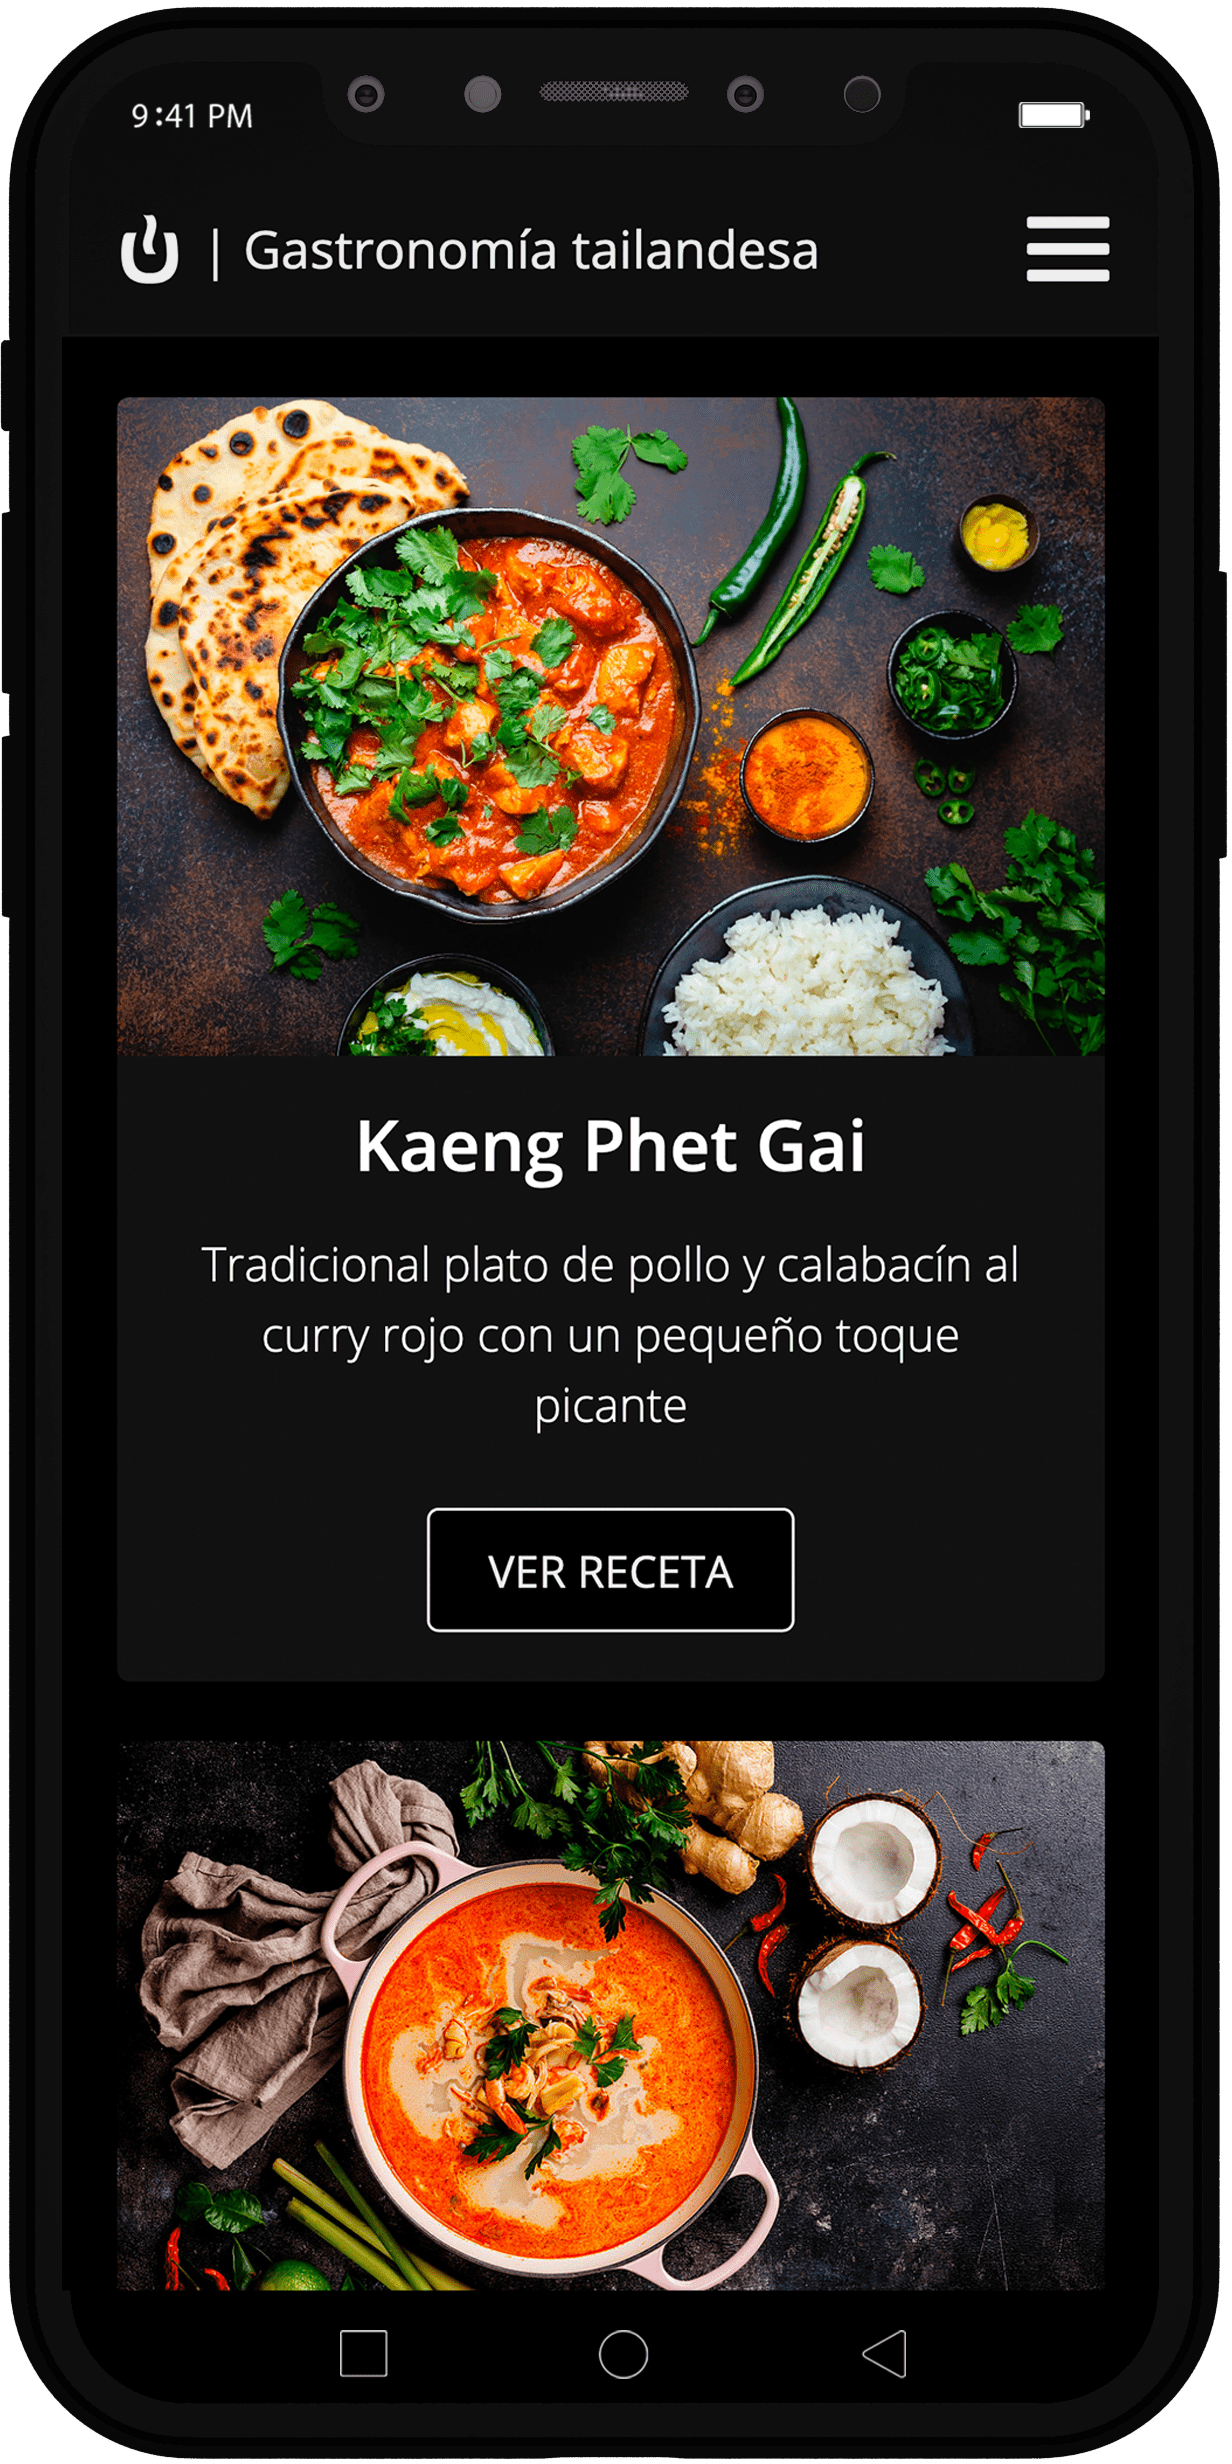 9:41 PM
| Gastronomía tailandesa
Kaeng Phet Gai
Tradicional plato de pollo y calabacín al
curry rojo con un pequeño toque
picante
VER RECETA